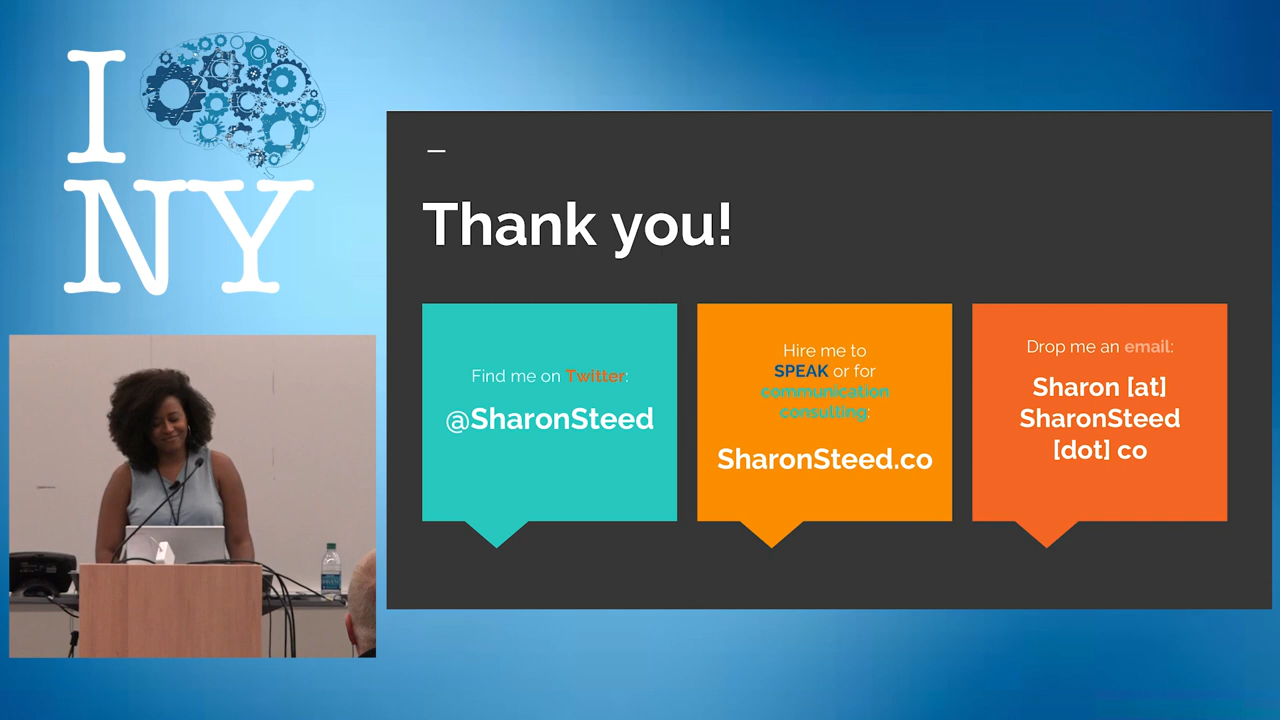 I
NY
Thank you!
Find me on Twitter:
@SharonSteed
Hire me to
SPEAK or for
communication
consulting:
SharonSteed.co
Drop me an email:
Sharon [at]
SharonSteed
[dot] co